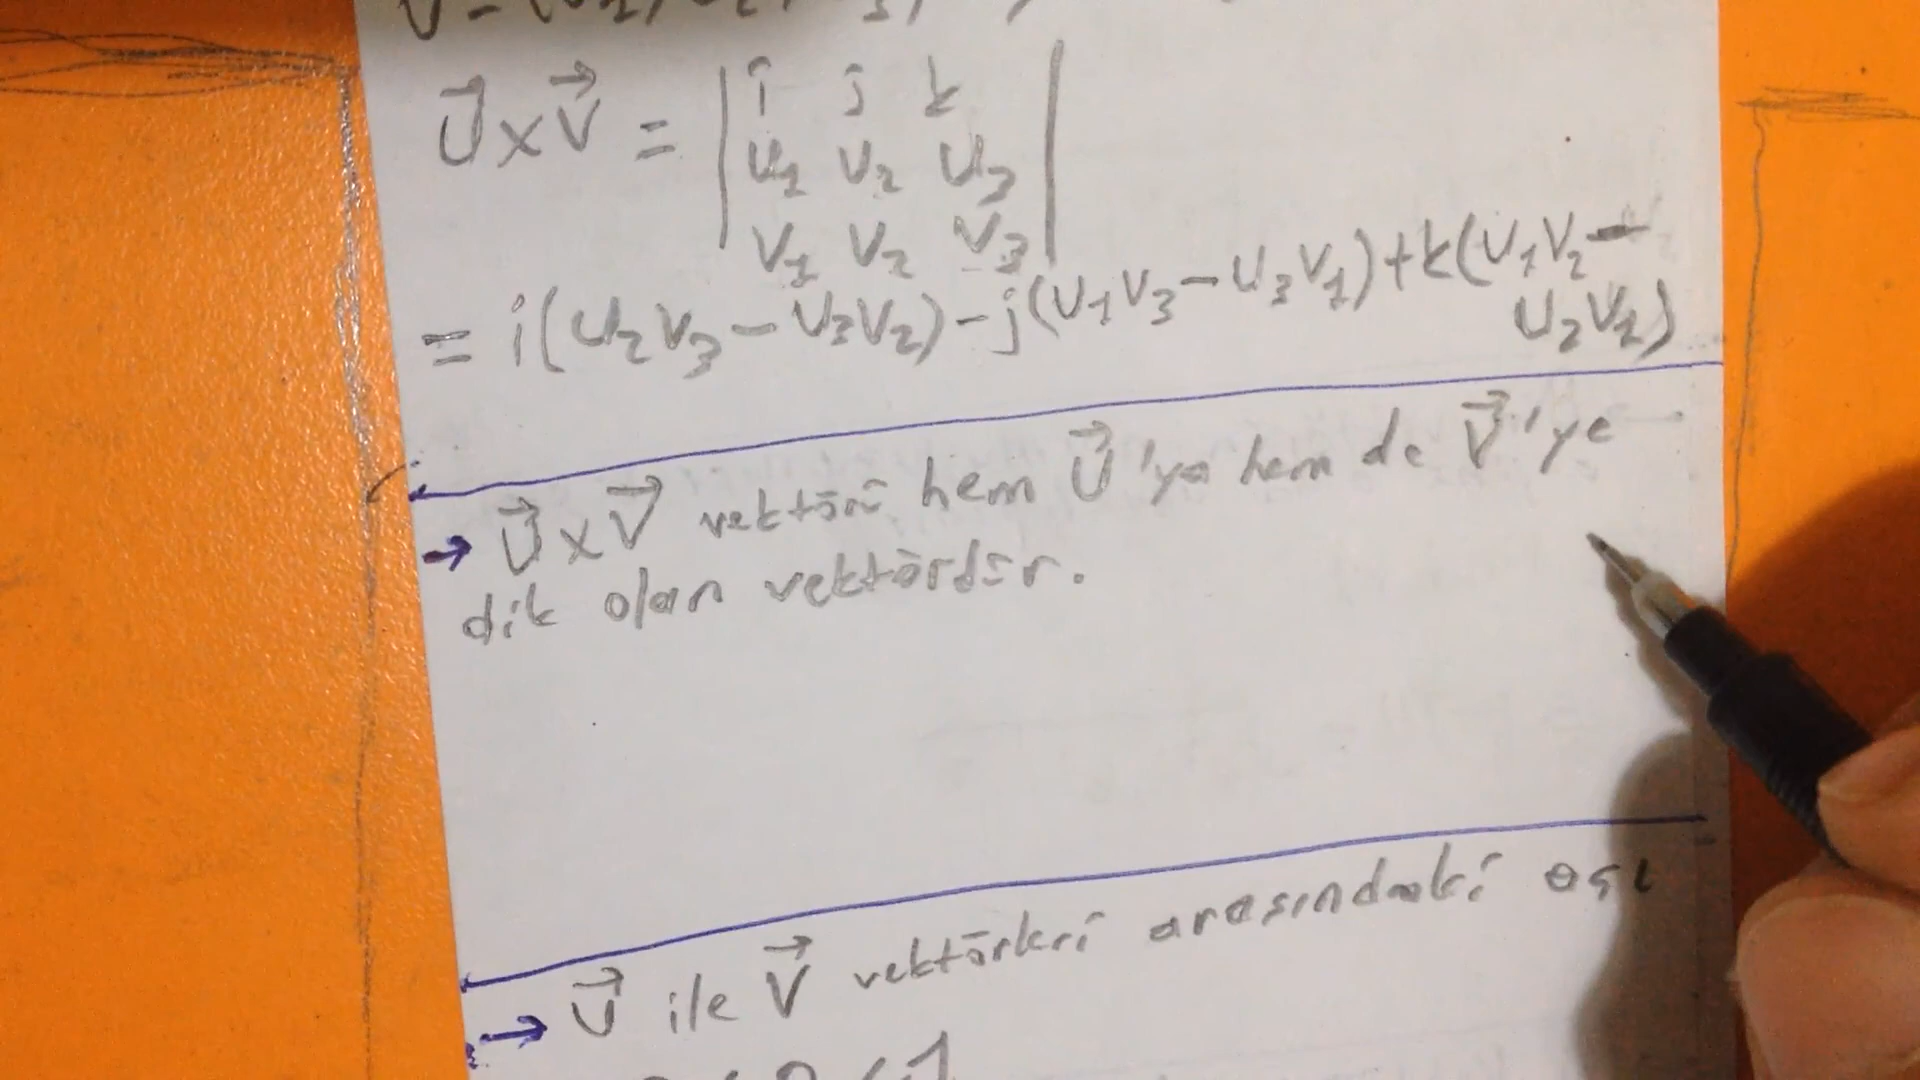 U⃗ x V⃗ = | i j k |
| U₁ U₂ U₃ |
| V₁ V₂ V₃ |
= i(U₂V₃ - U₃V₂) - j(U₁V₃ - U₃V₁) + k(U₁V₂ -
U₂V₁)
→ U⃗ x V⃗ vektörü hem U⃗'ya hem de V⃗'ye
dik olan vektördür.
→ U⃗ ile V⃗ vektörleri arasındaki açı